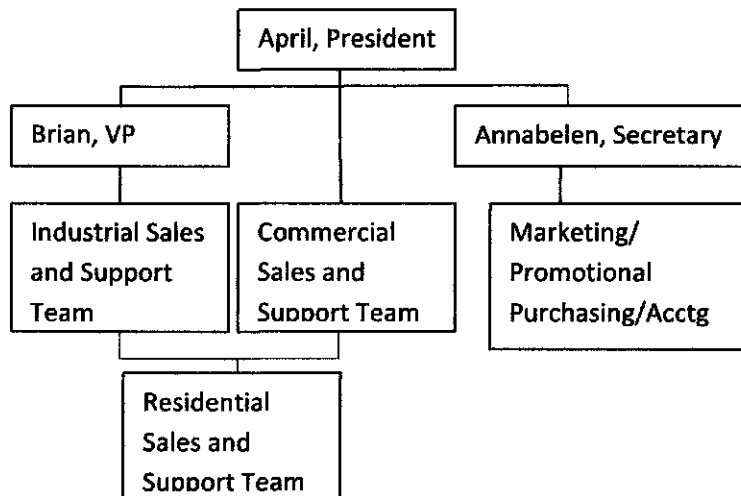 April, President
Brian, VP
Annabelen, Secretary
Industrial Sales
and Support
Team
Commercial
Sales and
Support Team
Marketing/
Promotional
Purchasing/Acctg
Residential
Sales and
Support Team